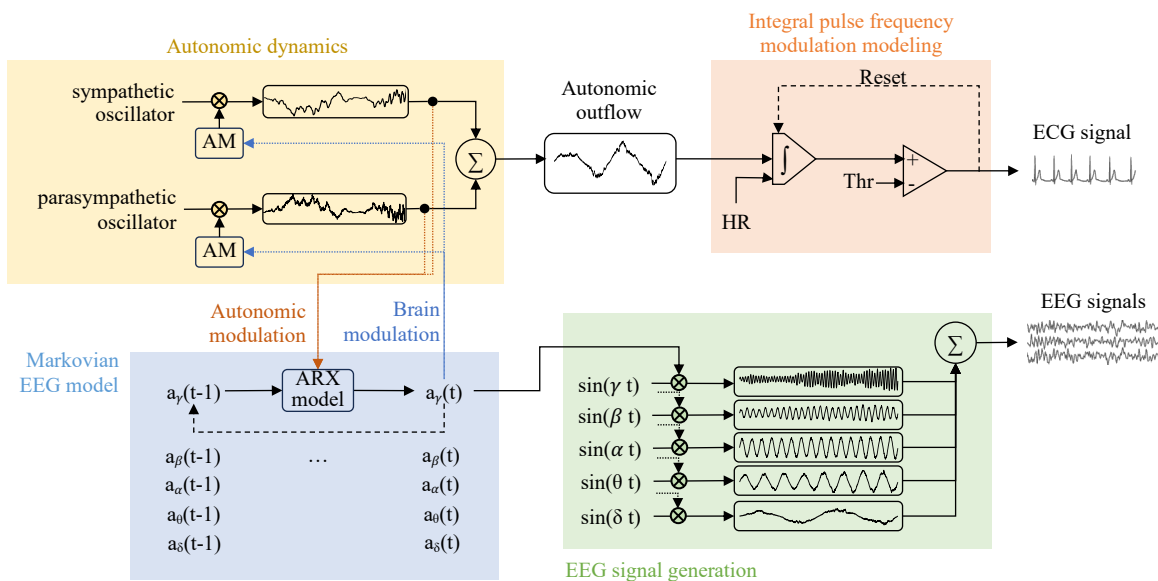 Integral pulse frequency
modulation modeling
Autonomic dynamics
sympathetic
oscillator
AM
Σ
parasympathetic
oscillator
AM
Autonomic
outflow
Reset
∫
HR
Thr
+
-
ECG signal
Autonomic
modulation
Brain
modulation
Markovian
EEG model
aγ(t-1)
ARX
model
aγ(t)
aβ(t-1) … aβ(t)
aα(t-1) aα(t)
aθ(t-1) aθ(t)
aδ(t-1) aδ(t)
sin(γ t)
sin(β t)
sin(α t)
sin(θ t)
sin(δ t)
Σ
EEG signals
EEG signal generation